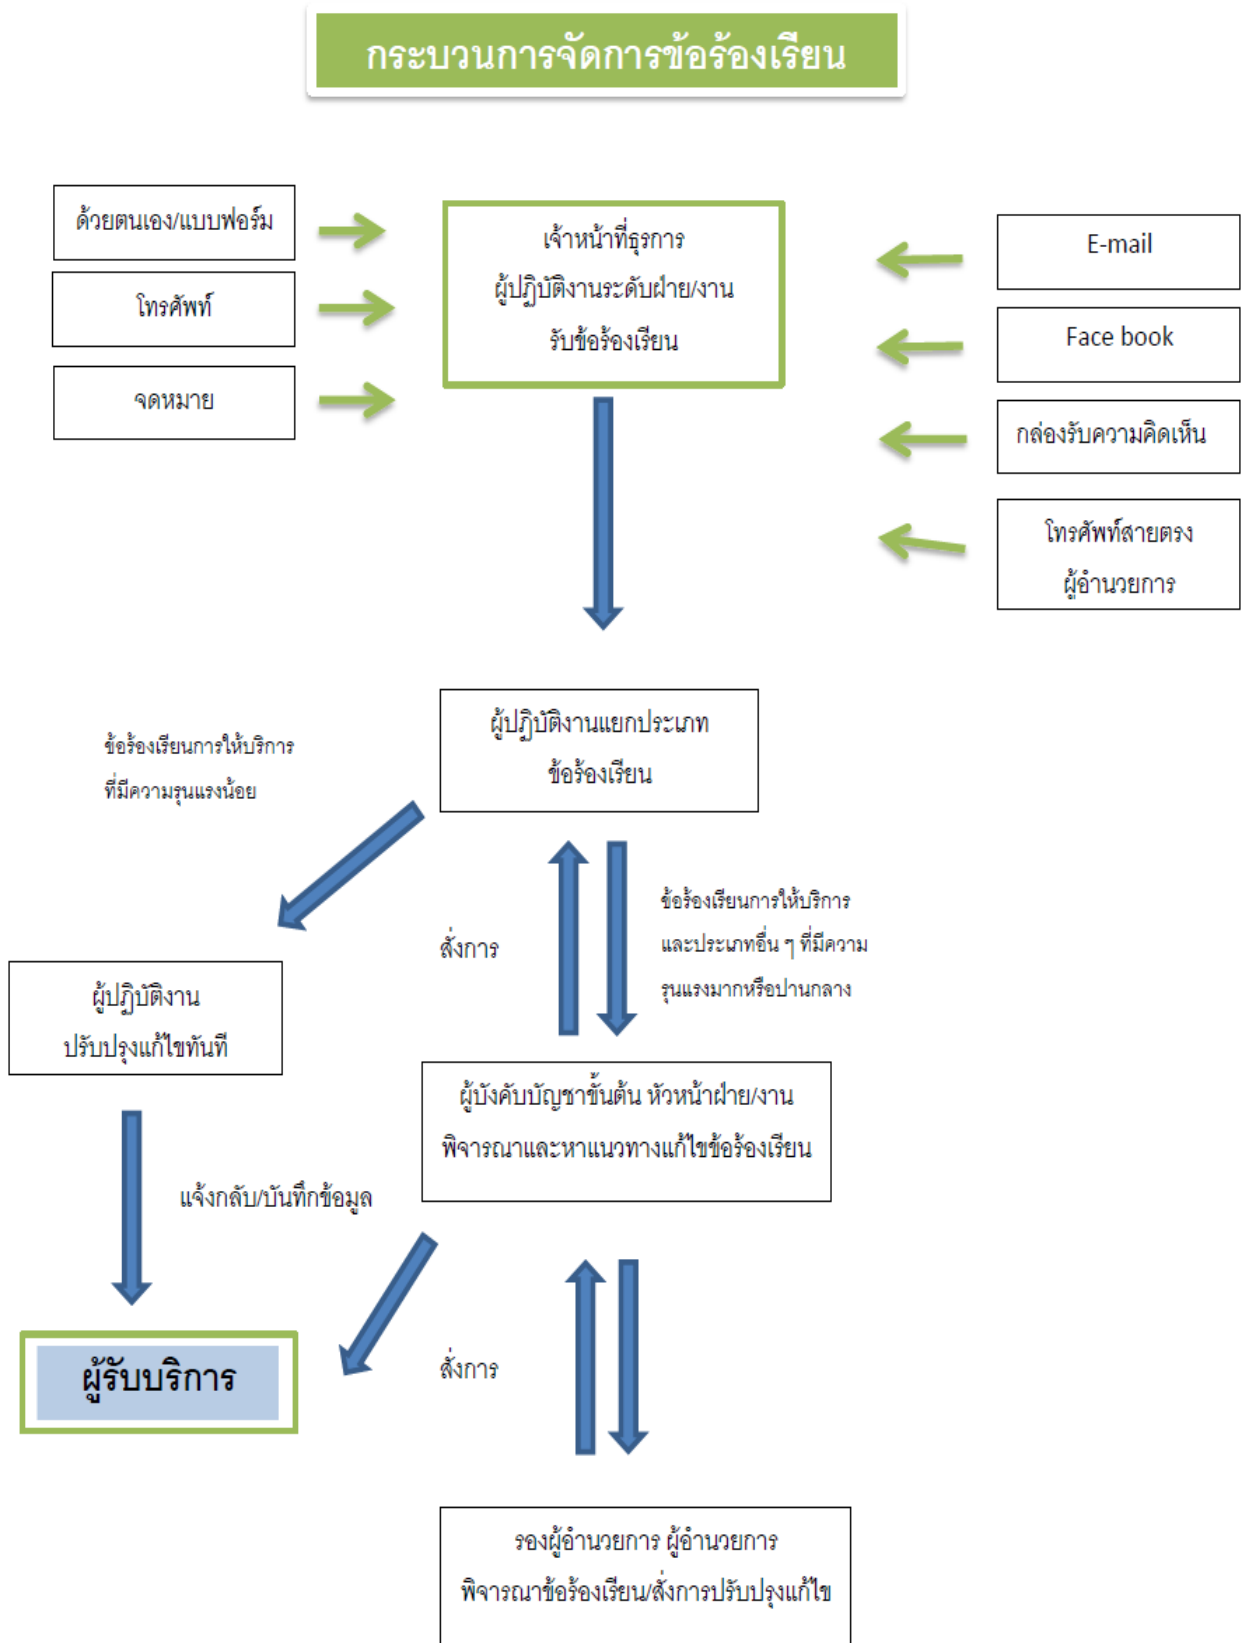 กระบวนการจัดการข้อร้องเรียน
ด้วยตนเอง/แบบฟอร์ม
โทรศัพท์
จดหมาย
เจ้าหน้าที่ธุรการ
ผู้ปฏิบัติงานระดับฝ่าย/งาน
รับข้อร้องเรียน
E-mail
Face book
กล่องรับความคิดเห็น
โทรศัพท์สายตรง
ผู้อำนวยการ
ผู้ปฏิบัติงานแยกประเภท
ข้อร้องเรียน
ข้อร้องเรียนการให้บริการ
ที่มีความรุนแรงน้อย
สั่งการ
ข้อร้องเรียนการให้บริการ
และประเภทอื่น ๆ ที่มีความ
รุนแรงมากหรือปานกลาง
ผู้ปฏิบัติงาน
ปรับปรุงแก้ไขทันที
ผู้บังคับบัญชาขั้นต้น หัวหน้าฝ่าย/งาน
พิจารณาและหาแนวทางแก้ไขข้อร้องเรียน
แจ้งกลับ/บันทึกข้อมูล
ผู้รับบริการ
สั่งการ
รองผู้อำนวยการ ผู้อำนวยการ
พิจารณาข้อร้องเรียน/สั่งการปรับปรุงแก้ไข